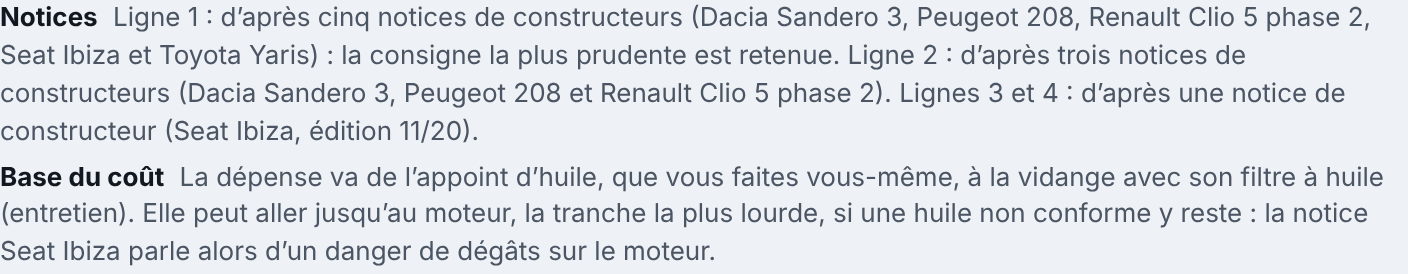 Notices Ligne 1 : d’après cinq notices de constructeurs (Dacia Sandero 3, Peugeot 208, Renault Clio 5 phase 2,
Seat Ibiza et Toyota Yaris) : la consigne la plus prudente est retenue. Ligne 2 : d’après trois notices de
constructeurs (Dacia Sandero 3, Peugeot 208 et Renault Clio 5 phase 2). Lignes 3 et 4 : d’après une notice de
constructeur (Seat Ibiza, édition 11/20).
Base du coût La dépense va de l’appoint d’huile, que vous faites vous-même, à la vidange avec son filtre à huile
(entretien). Elle peut aller jusqu’au moteur, la tranche la plus lourde, si une huile non conforme y reste : la notice
Seat Ibiza parle alors d’un danger de dégâts sur le moteur.